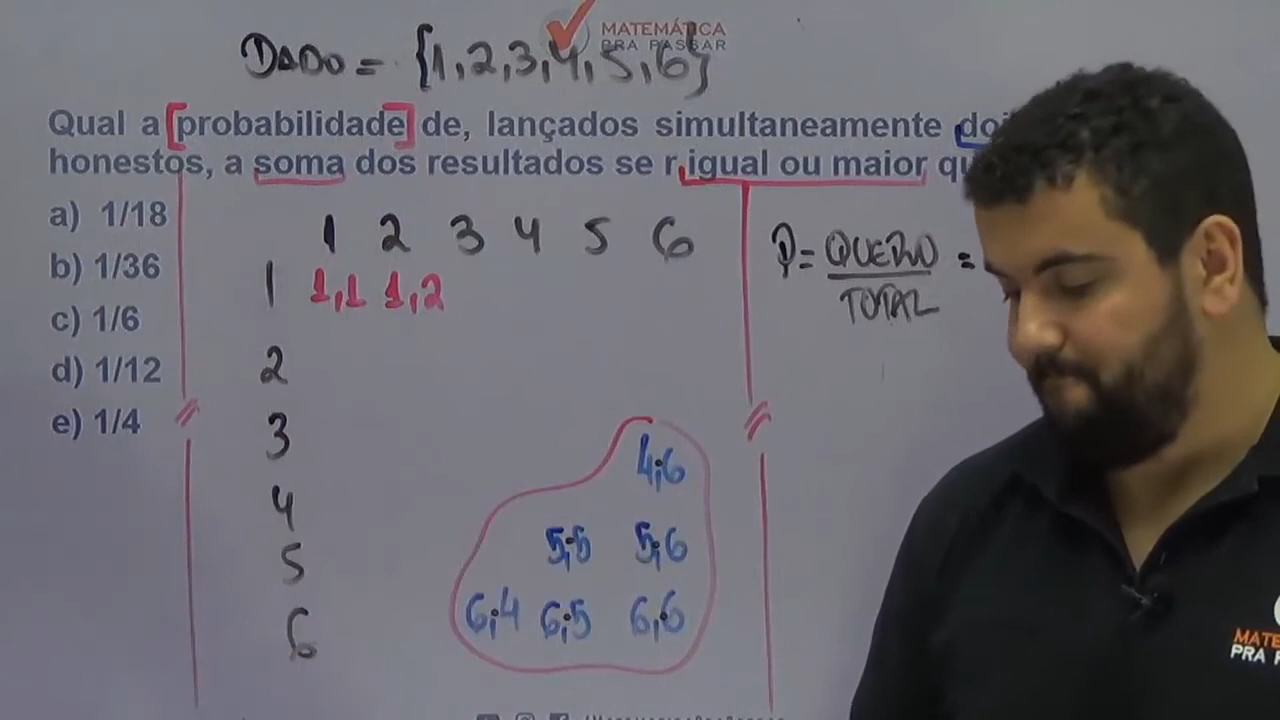 MATEMÁTICA
PRA PASSAR
DADO = {1,2,3,4,5,6}
Qual a [probabilidade] de, lançados simultaneamente
honestos, a soma dos resultados se r igual ou maior
a) 1/18
b) 1/36
c) 1/6
d) 1/12
e) 1/4
1 2 3 4 5 6
1 1,1 1,2
2
3
4 4;6
5 5;5 5;6
6 6;4 6;5 6;6
P = QUERO =
TOTAL